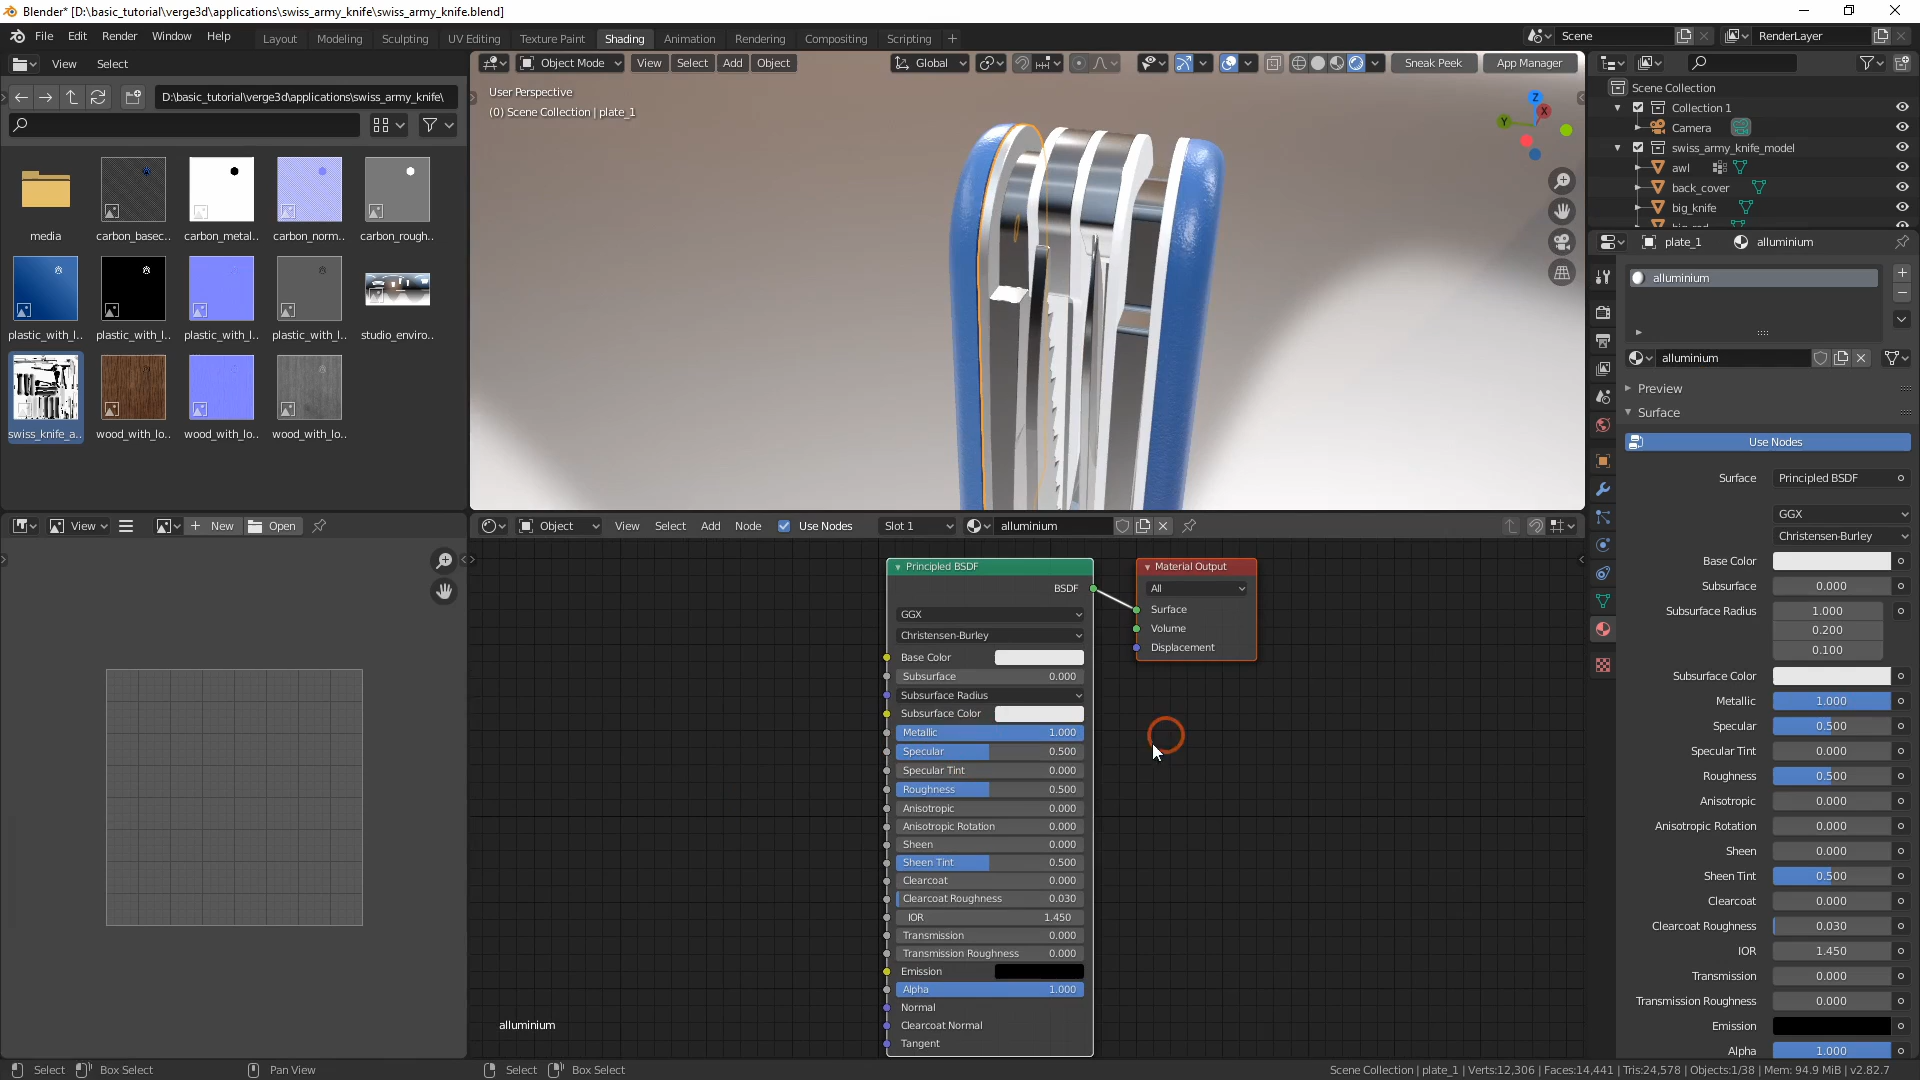 Blender* [D:\basic_tutorial\verge3d\applications\swiss_army_knife\swiss_army_knife.blend]
File Edit Render Window Help Layout Modeling Sculpting UV Editing Texture Paint Shading Animation Rendering Compositing Scripting + Scene RenderLayer
View Select
Object Mode View Select Add Object Global Sneak Peek App Manager
D:\basic_tutorial\verge3d\applications\swiss_army_knife\
User Perspective
(0) Scene Collection | plate_1
Z
X
Y
media carbon_basec.. carbon_metal.. carbon_norm.. carbon_rough..
plastic_with_l.. plastic_with_l.. plastic_with_l.. plastic_with_l.. studio_enviro..
swiss_knife_a.. wood_with_lo.. wood_with_lo.. wood_with_lo..
Scene Collection
Collection 1
Camera
swiss_army_knife_model
awl
back_cover
big_knife
plate_1 alluminium
alluminium
alluminium
Preview
Surface
Use Nodes
Surface Principled BSDF
GGX
Christensen-Burley
Base Color
Subsurface 0.000
Subsurface Radius 1.000
0.200
0.100
Subsurface Color
Metallic 1.000
Specular 0.500
Specular Tint 0.000
Roughness 0.500
Anisotropic 0.000
Anisotropic Rotation 0.000
Sheen 0.000
Sheen Tint 0.500
Clearcoat 0.000
Clearcoat Roughness 0.030
IOR 1.450
Transmission 0.000
Transmission Roughness 0.000
Emission
Alpha 1.000
View New Open
Object View Select Add Node Use Nodes Slot 1 alluminium
Principled BSDF
BSDF
GGX
Christensen-Burley
Base Color
Subsurface 0.000
Subsurface Radius
Subsurface Color
Metallic 1.000
Specular 0.500
Specular Tint 0.000
Roughness 0.500
Anisotropic 0.000
Anisotropic Rotation 0.000
Sheen 0.000
Sheen Tint 0.500
Clearcoat 0.000
Clearcoat Roughness 0.030
IOR 1.450
Transmission 0.000
Transmission Roughness 0.000
Emission
Alpha 1.000
Normal
Clearcoat Normal
Tangent
Material Output
All
Surface
Volume
Displacement
alluminium
Select Box Select Pan View Select Box Select
Scene Collection | plate_1 | Verts:12,306 | Faces:14,441 | Tris:24,578 | Objects:1/38 | Mem: 94.9 MiB | v2.82.7